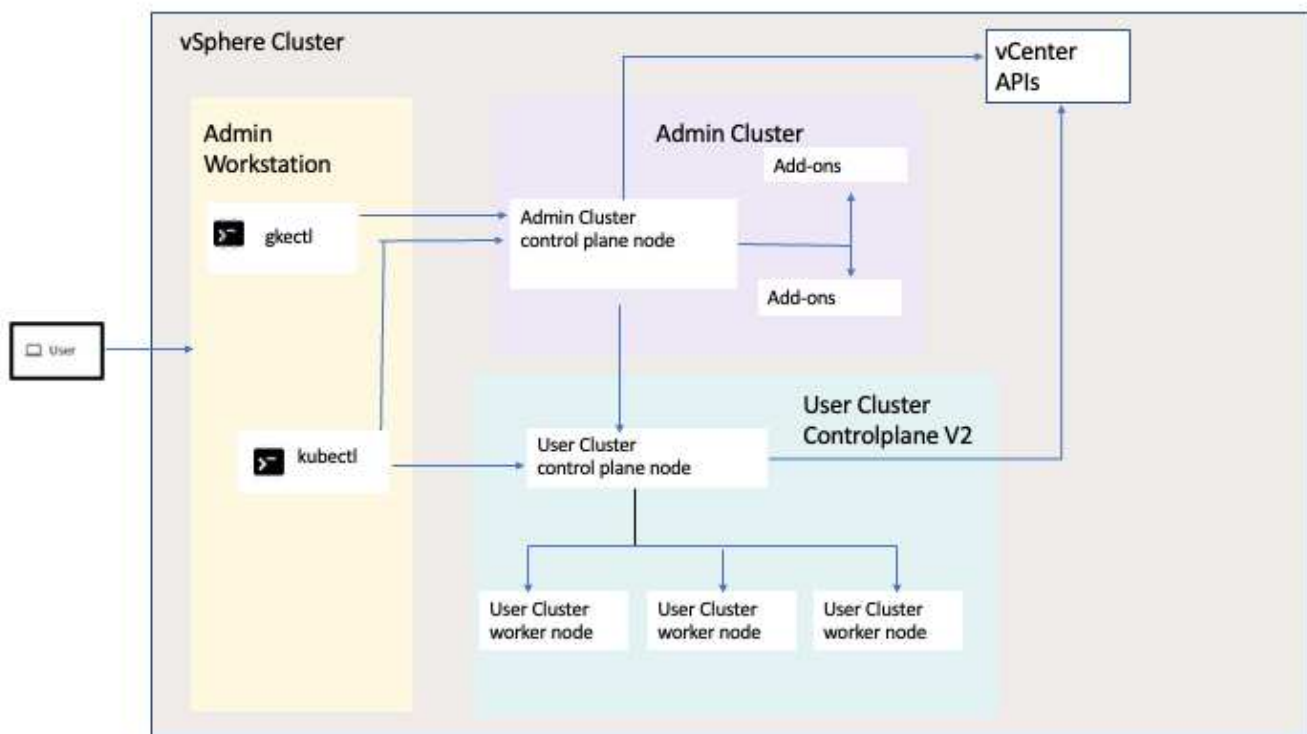 vSphere Cluster
vCenter
APIs
Admin
Workstation
Admin Cluster
Add-ons
gkectl
Admin Cluster
control plane node
Add-ons
User
User Cluster
Controlplane V2
kubectl
User Cluster
control plane node
User Cluster
worker node
User Cluster
worker node
User Cluster
worker node